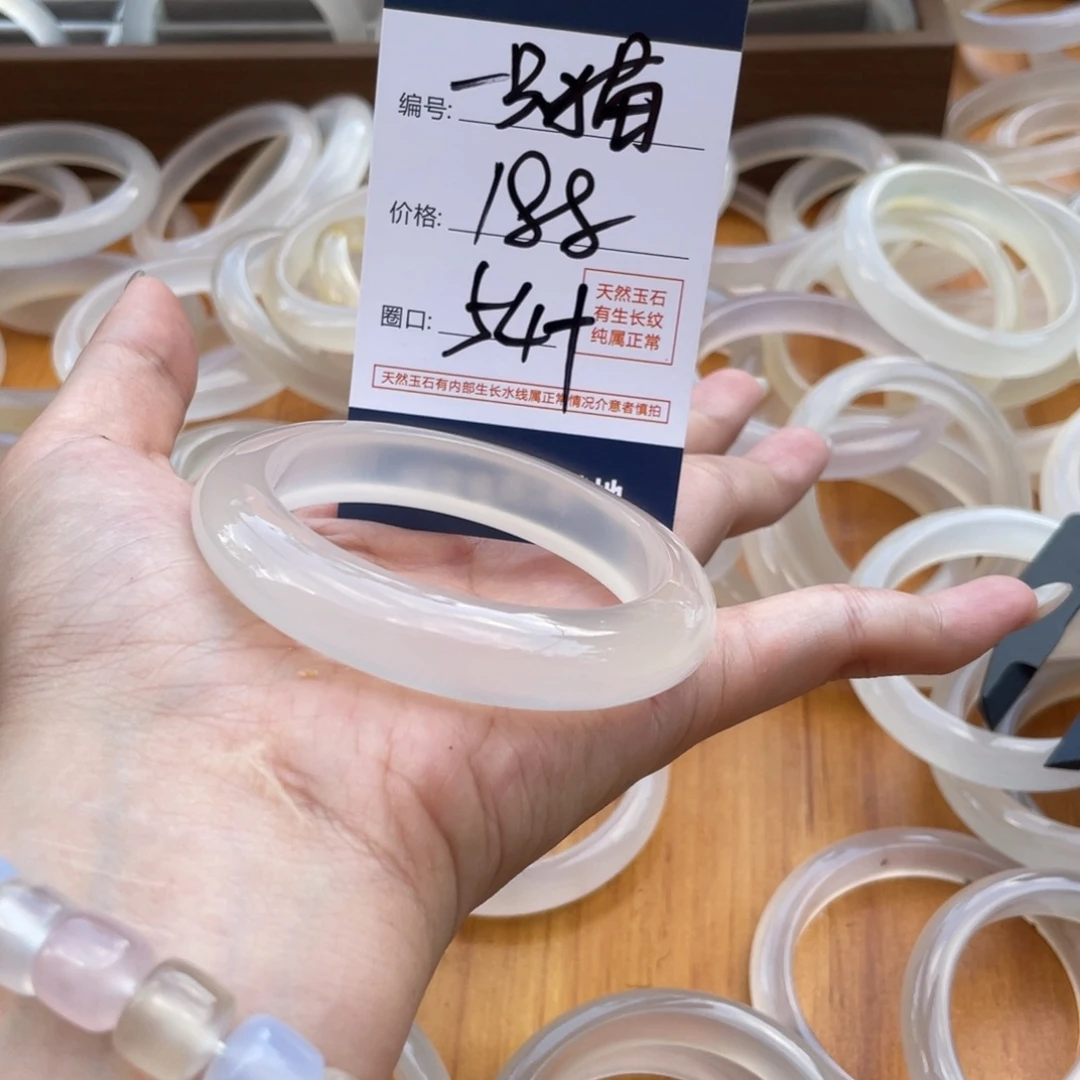 编号: 一只猫
价格: 188
圈口: 54+
天然玉石
有生长纹
纯属正常
天然玉石有内部生长水线属正常情况介意者慎拍
地